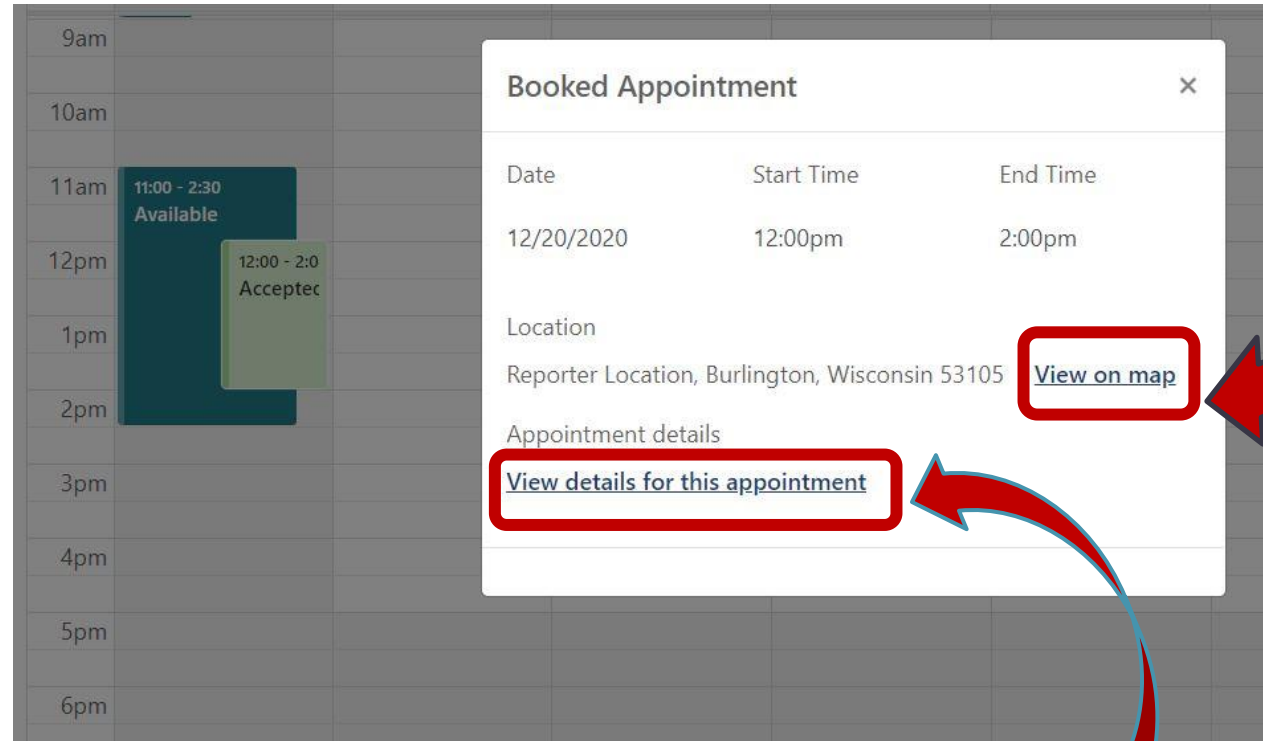 9am
10am
11am
12pm
1pm
2pm
3pm
4pm
5pm
6pm
11:00 - 2:30
Available
12:00 - 2:0
Acceptec
Booked Appointment ×
Date Start Time End Time
12/20/2020 12:00pm 2:00pm
Location
Reporter Location, Burlington, Wisconsin 53105 View on map
Appointment details
View details for this appointment